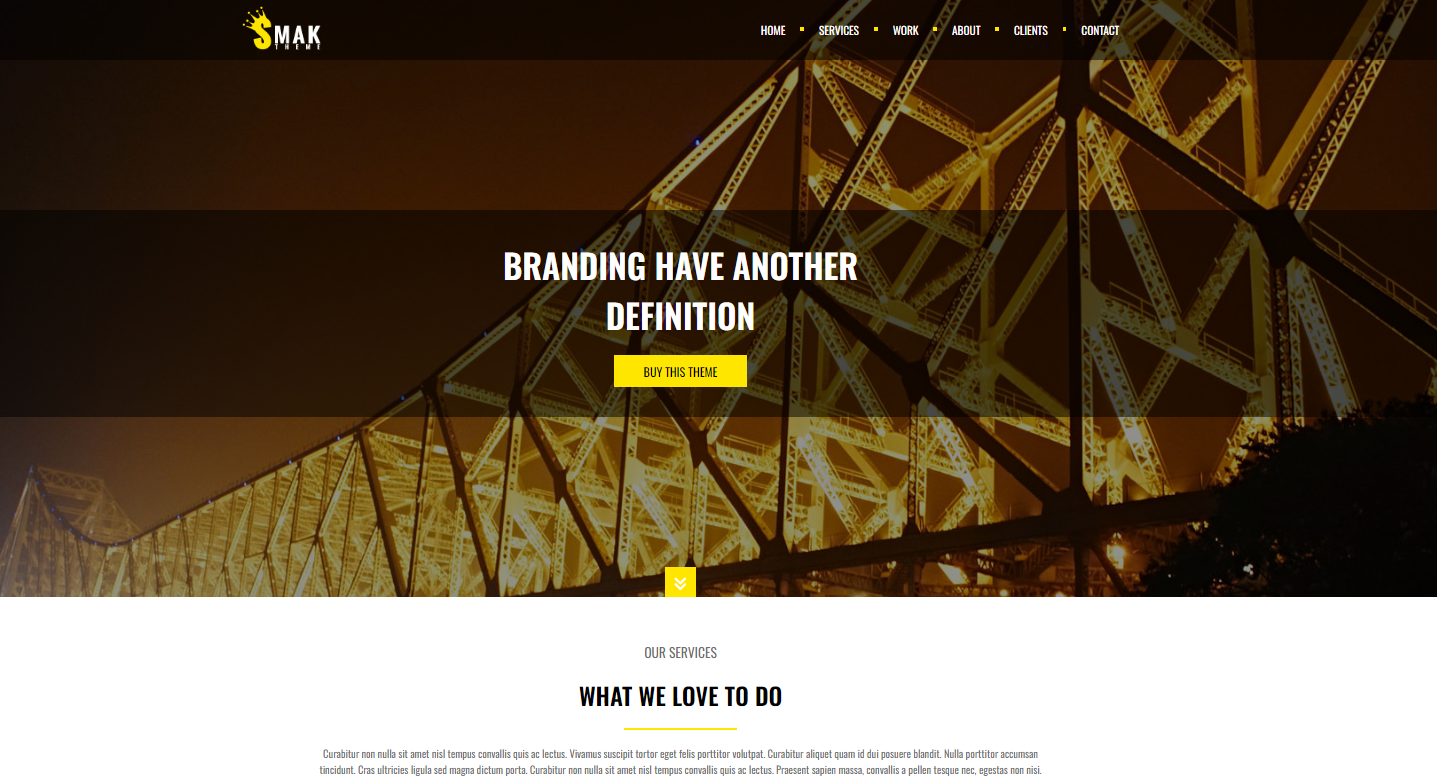 SMAK
THEME
HOME SERVICES WORK ABOUT CLIENTS CONTACT
BRANDING HAVE ANOTHER
DEFINITION
BUY THIS THEME
OUR SERVICES
WHAT WE LOVE TO DO
Curabitur non nulla sit amet nisl tempus convallis quis ac lectus. Vivamus suscipit tortor eget felis porttitor volutpat. Curabitur aliquet quam id dui posuere blandit. Nulla porttitor accumsan
tincidunt. Cras ultricies ligula sed magna dictum porta. Curabitur non nulla sit amet nisl tempus convallis quis ac lectus. Praesent sapien massa, convallis a pellen tesque nec, egestas non nisi.